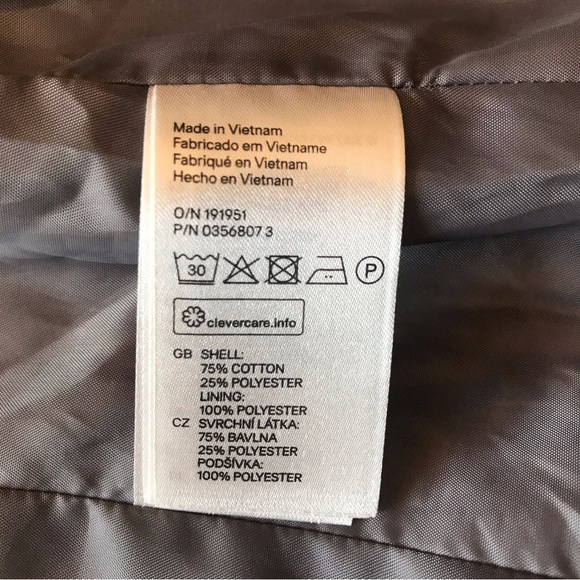 Made in Vietnam
Fabricado em Vietname
Fabriqué en Vietnam
Hecho en Vietnam
O/N 191951
P/N 0356807 3
30 P
clevercare.info
GB SHELL:
75% COTTON
25% POLYESTER
LINING:
100% POLYESTER
CZ SVRCHNÍ LÁTKA:
75% BAVLNA
25% POLYESTER
PODŠÍVKA:
100% POLYESTER